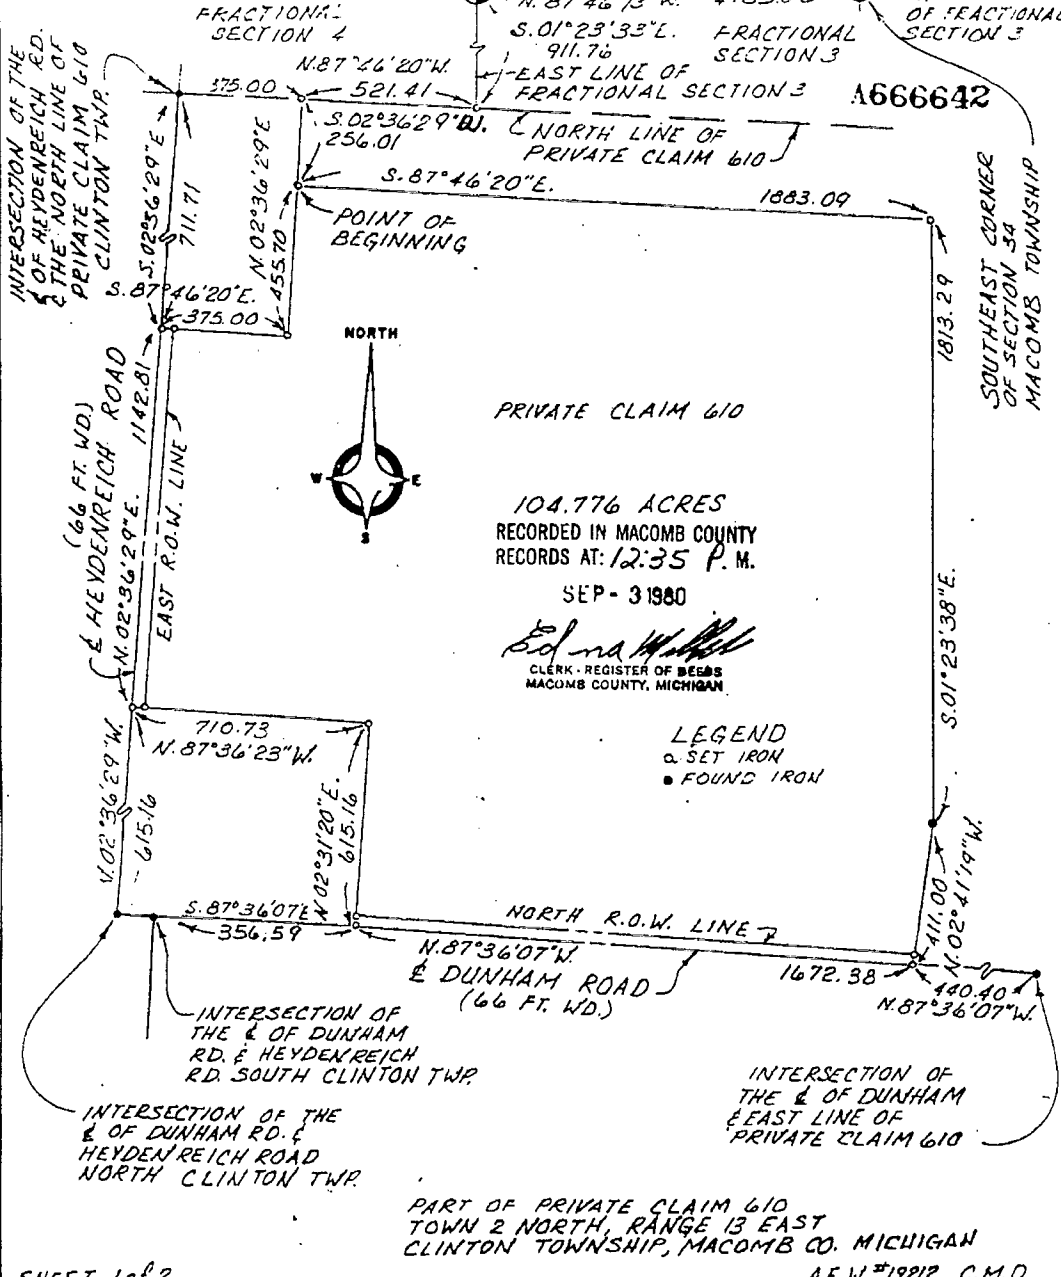 FRACTIONAL
SECTION 4
S.01°23'33"E.
911.76
FRACTIONAL
SECTION 3
OF FRACTIONAL
SECTION 3
EAST LINE OF
FRACTIONAL SECTION 3
A666642
N.87°46'20"W.
375.00
521.41
INTERSECTION OF THE
℄ OF HEYDENREICH RD.
& THE NORTH LINE OF
PRIVATE CLAIM 610
CLINTON TWP.
S.02°36'29"W.
256.01
NORTH LINE OF
PRIVATE CLAIM 610
S.02°36'29"E
711.71
N.02°36'29"E
455.70
S.87°46'20"E.
1883.09
POINT OF
BEGINNING
SOUTHEAST CORNER
OF SECTION 34
MACOMB TOWNSHIP
S.87°46'20"E.
375.00
1813.29
S.01°23'38"E.
NORTH
W E
S
PRIVATE CLAIM 610
104.776 ACRES
RECORDED IN MACOMB COUNTY
RECORDS AT: 12:35 P. M.
SEP - 3 1980
Edna
CLERK - REGISTER OF DEEDS
MACOMB COUNTY, MICHIGAN
℄ HEYDENREICH ROAD
(66 FT. WD.)
N.02°36'29"E.
1142.81
EAST R.O.W. LINE
710.73
N.87°36'23"W.
LEGEND
o SET IRON
● FOUND IRON
N.02°36'29"W.
615.16
N.02°31'20"E.
615.16
S.87°36'07"E
356.59
NORTH R.O.W. LINE
N.87°36'07"W.
℄ DUNHAM ROAD
(66 FT. WD.)
1672.38
411.00
N.02°41'19"W.
440.40
N.87°36'07"W.
INTERSECTION OF
THE ℄ OF DUNHAM
RD. & HEYDENREICH
RD. SOUTH CLINTON TWP.
INTERSECTION OF THE
℄ OF DUNHAM RD. &
HEYDENREICH ROAD
NORTH CLINTON TWP.
INTERSECTION OF
THE ℄ OF DUNHAM
& EAST LINE OF
PRIVATE CLAIM 610
PART OF PRIVATE CLAIM 610
TOWN 2 NORTH, RANGE 13 EAST
CLINTON TOWNSHIP, MACOMB CO. MICHIGAN
SHEET 1 of 2